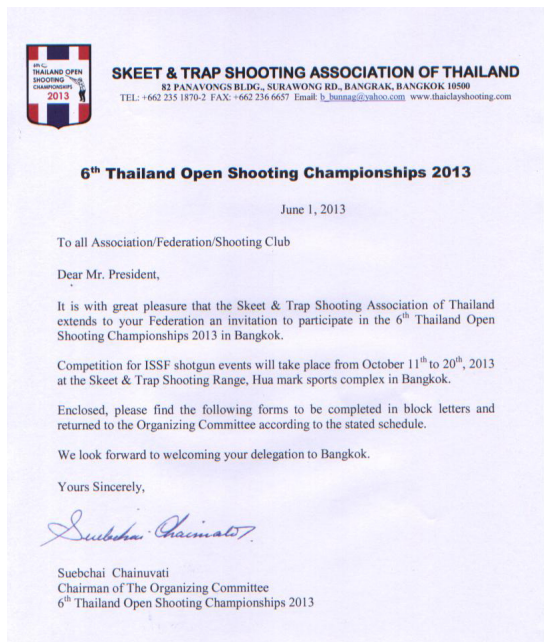 6th
THAILAND OPEN
SHOOTING
CHAMPIONSHIPS
2013
SKEET & TRAP SHOOTING ASSOCIATION OF THAILAND
82 PANAVONGS BLDG., SURAWONG RD., BANGRAK, BANGKOK 10500
TEL: +662 235 1870-2 FAX: +662 236 6657 Email: b_bunnag@yahoo.com www.thaiclayshooting.com
6th Thailand Open Shooting Championships 2013
June 1, 2013
To all Association/Federation/Shooting Club
Dear Mr. President,
It is with great pleasure that the Skeet & Trap Shooting Association of Thailand
extends to your Federation an invitation to participate in the 6th Thailand Open
Shooting Championships 2013 in Bangkok.
Competition for ISSF shotgun events will take place from October 11th to 20th, 2013
at the Skeet & Trap Shooting Range, Hua mark sports complex in Bangkok.
Enclosed, please find the following forms to be completed in block letters and
returned to the Organizing Committee according to the stated schedule.
We look forward to welcoming your delegation to Bangkok.
Yours Sincerely,
Suebchai Chainuvati
Chairman of The Organizing Committee
6th Thailand Open Shooting Championships 2013